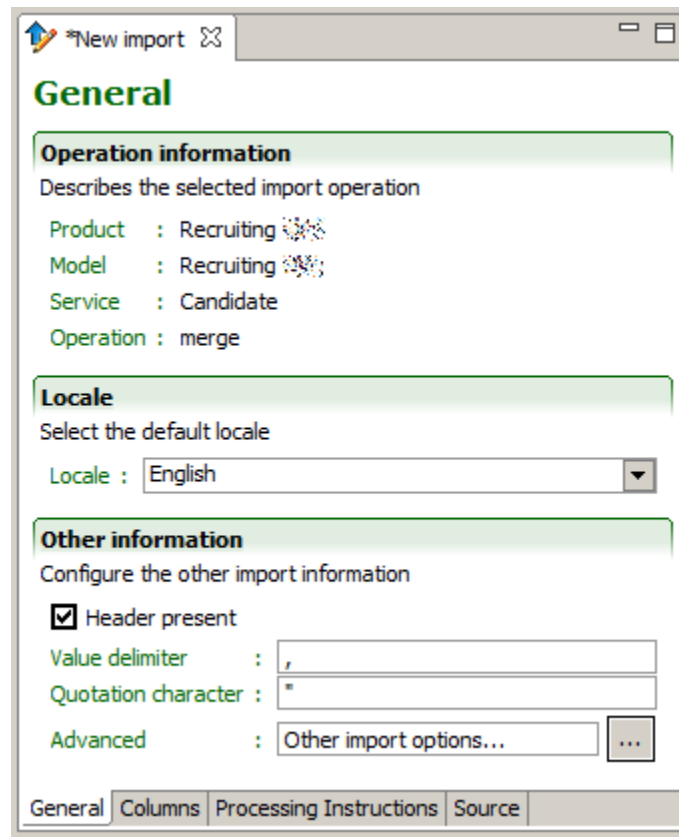 *New import
General
Operation information
Describes the selected import operation
Product : Recruiting
Model : Recruiting
Service : Candidate
Operation : merge
Locale
Select the default locale
Locale : English
Other information
Configure the other import information
Header present
Value delimiter : ,
Quotation character : "
Advanced : Other import options... ...
General Columns Processing Instructions Source